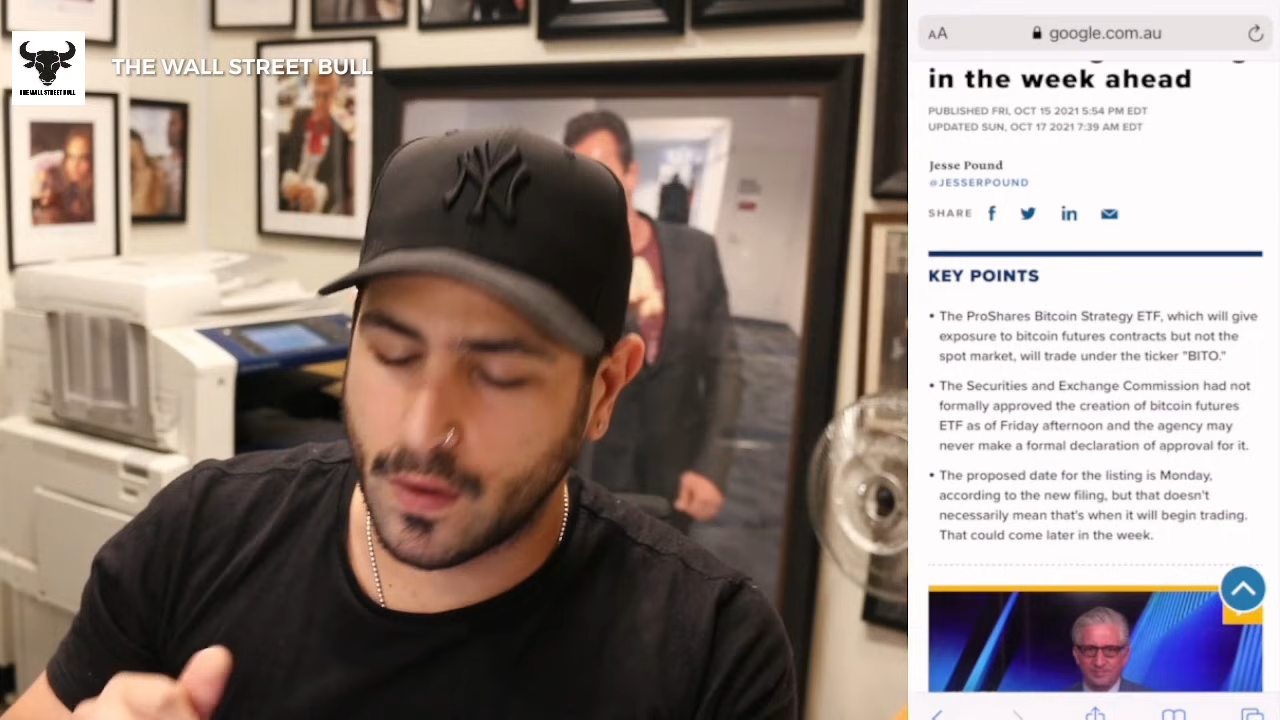 THE WALL STREET BULL
THE WALL STREET BULL
NY
AA
google.com.au
in the week ahead
PUBLISHED FRI, OCT 15 2021 5:54 PM EDT
UPDATED SUN, OCT 17 2021 7:39 AM EDT
Jesse Pound
@JESSERPOUND
SHARE
KEY POINTS
• The ProShares Bitcoin Strategy ETF, which will give
exposure to bitcoin futures contracts but not the
spot market, will trade under the ticker "BITO."
• The Securities and Exchange Commission had not
formally approved the creation of bitcoin futures
ETF as of Friday afternoon and the agency may
never make a formal declaration of approval for it.
• The proposed date for the listing is Monday,
according to the new filing, but that doesn't
necessarily mean that's when it will begin trading.
That could come later in the week.